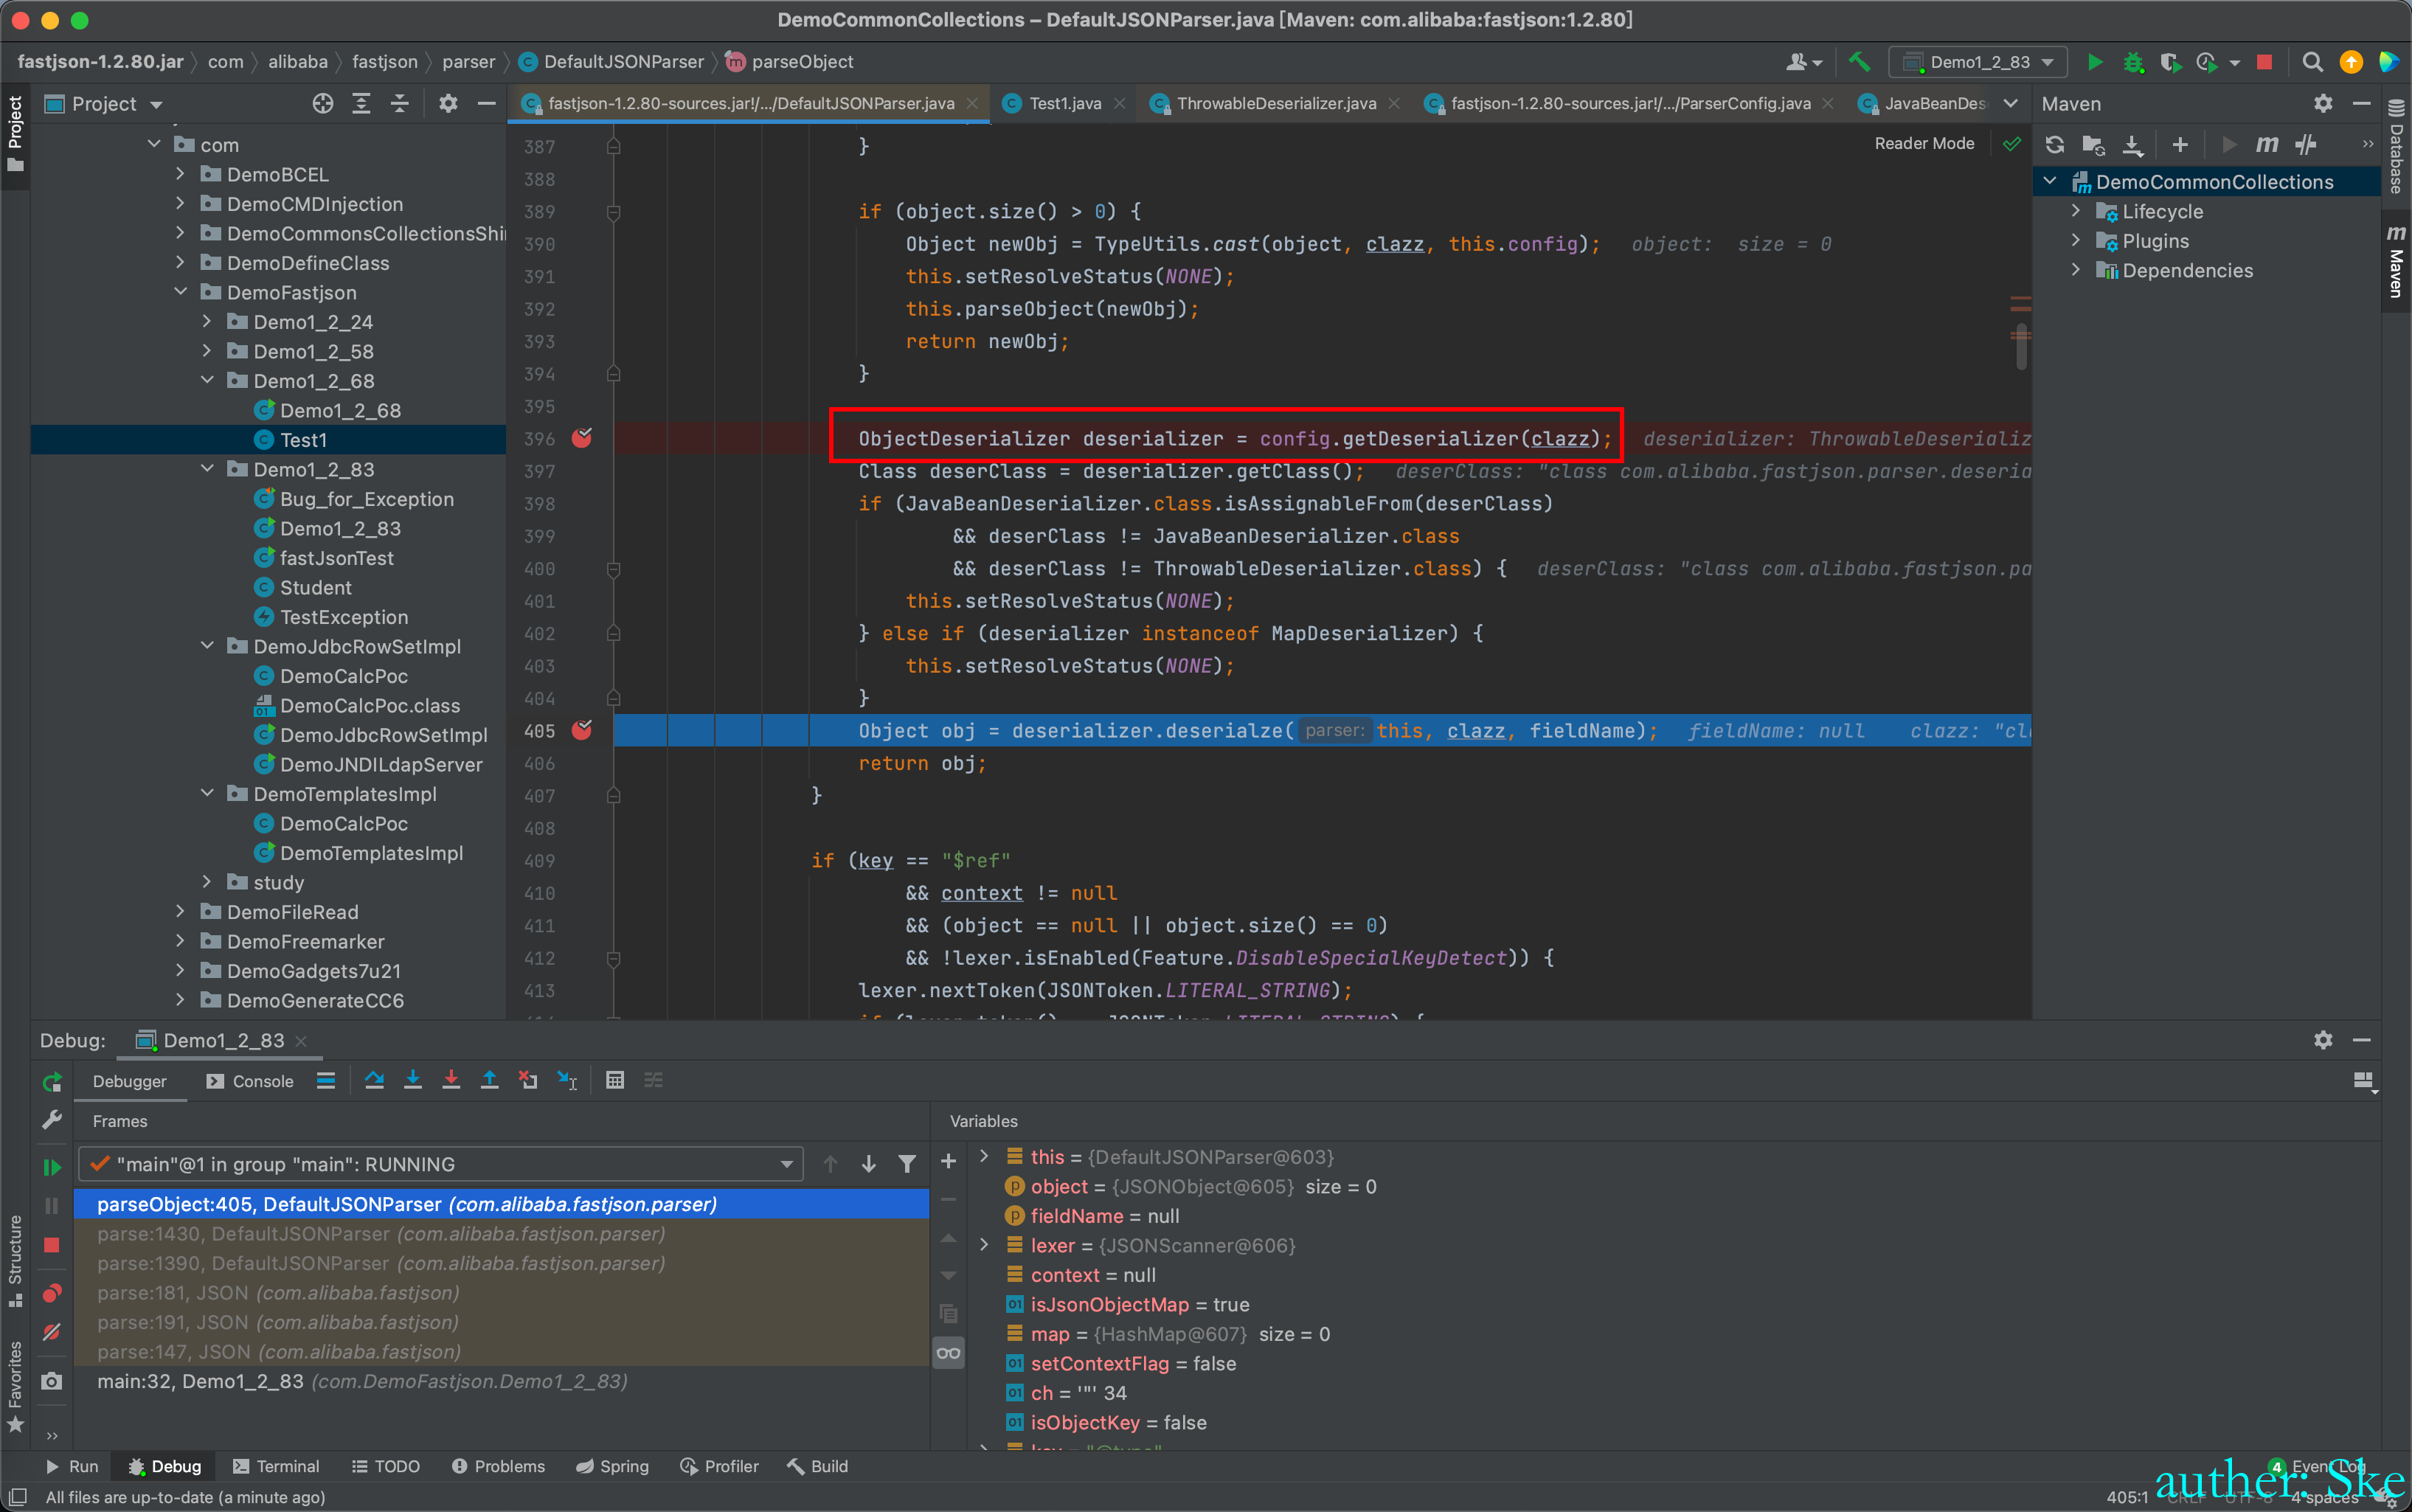 DemoCommonCollections – DefaultJSONParser.java [Maven: com.alibaba:fastjson:1.2.80]
fastjson-1.2.80.jar com alibaba fastjson parser DefaultJSONParser parseObject
Demo1_2_83
Project
fastjson-1.2.80-sources.jar!/.../DefaultJSONParser.java Test1.java ThrowableDeserializer.java fastjson-1.2.80-sources.jar!/.../ParserConfig.java JavaBeanDes
Maven
Project
Database
Maven
Structure
Favorites
com
DemoBCEL
DemoCMDInjection
DemoCommonsCollectionsShi
DemoDefineClass
DemoFastjson
Demo1_2_24
Demo1_2_58
Demo1_2_68
Demo1_2_68
Test1
Demo1_2_83
Bug_for_Exception
Demo1_2_83
fastJsonTest
Student
TestException
DemoJdbcRowSetImpl
DemoCalcPoc
DemoCalcPoc.class
DemoJdbcRowSetImpl
DemoJNDILdapServer
DemoTemplatesImpl
DemoCalcPoc
DemoTemplatesImpl
study
DemoFileRead
DemoFreemarker
DemoGadgets7u21
DemoGenerateCC6
Reader Mode
387 }
388
389 if (object.size() > 0) {
390 Object newObj = TypeUtils.cast(object, clazz, this.config); object: size = 0
391 this.setResolveStatus(NONE);
392 this.parseObject(newObj);
393 return newObj;
394 }
395
396 ObjectDeserializer deserializer = config.getDeserializer(clazz); deserializer: ThrowableDeserializ
397 Class deserClass = deserializer.getClass(); deserClass: "class com.alibaba.fastjson.parser.deseria
398 if (JavaBeanDeserializer.class.isAssignableFrom(deserClass)
399 && deserClass != JavaBeanDeserializer.class
400 && deserClass != ThrowableDeserializer.class) { deserClass: "class com.alibaba.fastjson.pa
401 this.setResolveStatus(NONE);
402 } else if (deserializer instanceof MapDeserializer) {
403 this.setResolveStatus(NONE);
404 }
405 Object obj = deserializer.deserialze( parser: this, clazz, fieldName); fieldName: null clazz: "cl
406 return obj;
407 }
408
409 if (key == "$ref"
410 && context != null
411 && (object == null || object.size() == 0)
412 && !lexer.isEnabled(Feature.DisableSpecialKeyDetect)) {
413 lexer.nextToken(JSONToken.LITERAL_STRING);
DemoCommonCollections
Lifecycle
Plugins
Dependencies
Debug: Demo1_2_83
Debugger Console
Frames
"main"@1 in group "main": RUNNING
parseObject:405, DefaultJSONParser (com.alibaba.fastjson.parser)
parse:1430, DefaultJSONParser (com.alibaba.fastjson.parser)
parse:1390, DefaultJSONParser (com.alibaba.fastjson.parser)
parse:181, JSON (com.alibaba.fastjson)
parse:191, JSON (com.alibaba.fastjson)
parse:147, JSON (com.alibaba.fastjson)
main:32, Demo1_2_83 (com.DemoFastjson.Demo1_2_83)
Variables
this = {DefaultJSONParser@603}
object = {JSONObject@605} size = 0
fieldName = null
lexer = {JSONScanner@606}
context = null
isJsonObjectMap = true
map = {HashMap@607} size = 0
setContextFlag = false
ch = '"' 34
isObjectKey = false
key = "@type"
Run Debug Terminal TODO Problems Spring Profiler Build
4 Event Log
All files are up-to-date (a minute ago)
405:1 CRLF UTF-8 4 spaces
auther: Ske